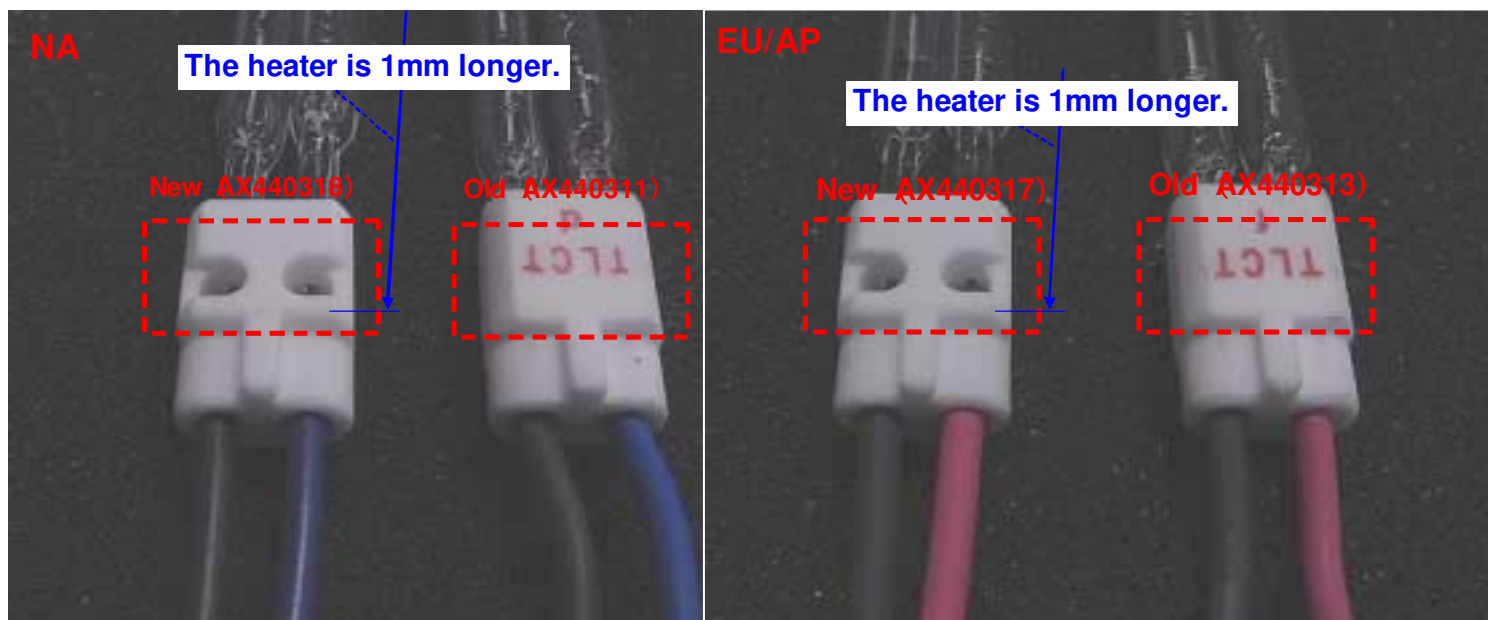 NA
The heater is 1mm longer.
New (AX440318)
Old (AX440311)
TLCT
EU/AP
The heater is 1mm longer.
New (AX440317)
Old (AX440313)
TLCT